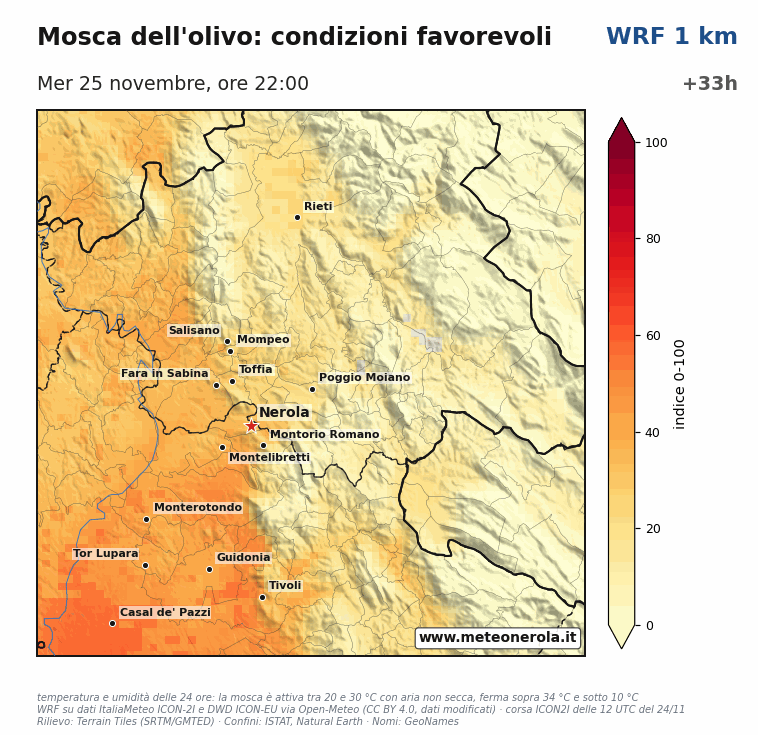 Mosca dell'olivo: condizioni favorevoli
WRF 1 km
Mer 25 novembre, ore 22:00
+33h
Rieti
Salisano
Mompeo
Fara in Sabina
Toffia
Poggio Moiano
Nerola
Montorio Romano
Montelibretti
Monterotondo
Tor Lupara
Guidonia
Tivoli
Casal de' Pazzi
www.meteonerola.it
100
80
60
40
20
0
indice 0-100
temperatura e umidità delle 24 ore: la mosca è attiva tra 20 e 30 °C con aria non secca, ferma sopra 34 °C e sotto 10 °C
WRF su dati ItaliaMeteo ICON-2I e DWD ICON-EU via Open-Meteo (CC BY 4.0, dati modificati) · corsa ICON2I delle 12 UTC del 24/11
Rilievo: Terrain Tiles (SRTM/GMTED) · Confini: ISTAT, Natural Earth · Nomi: GeoNames